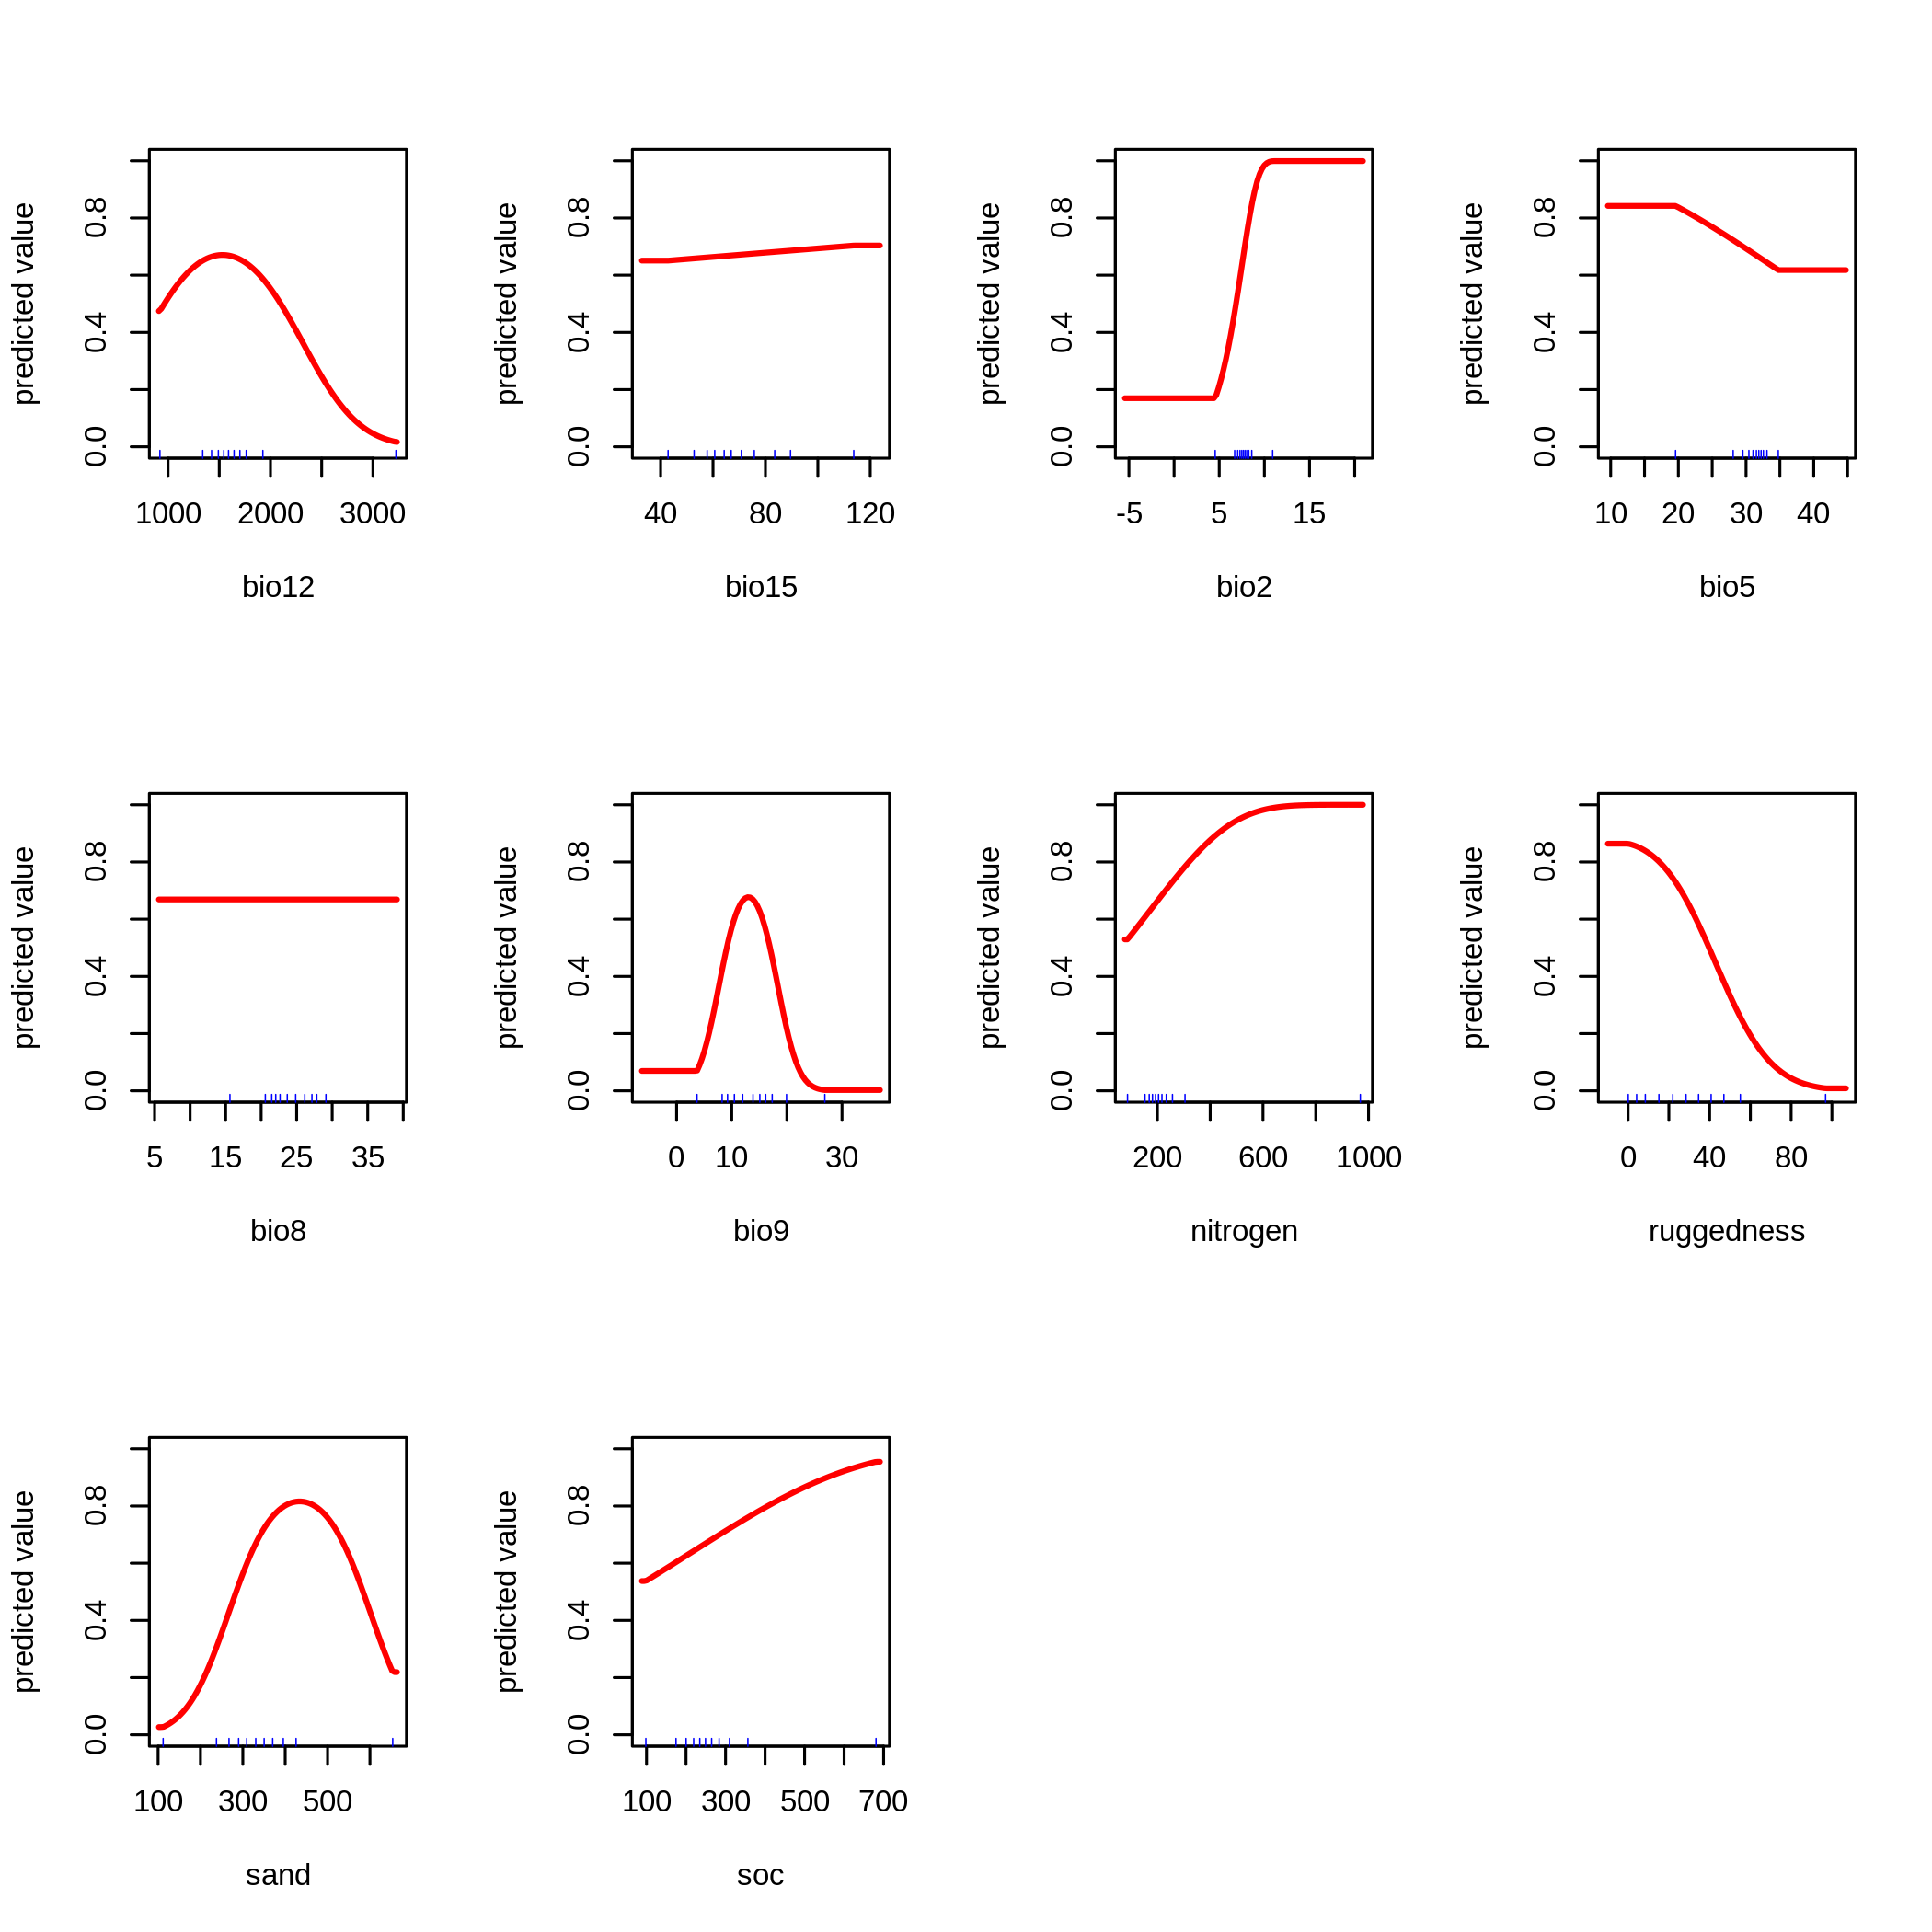 predicted value
0.0 0.4 0.8
1000 2000 3000
bio12
predicted value
0.0 0.4 0.8
40 80 120
bio15
predicted value
0.0 0.4 0.8
-5 5 15
bio2
predicted value
0.0 0.4 0.8
10 20 30 40
bio5
predicted value
0.0 0.4 0.8
5 15 25 35
bio8
predicted value
0.0 0.4 0.8
0 10 30
bio9
predicted value
0.0 0.4 0.8
200 600 1000
nitrogen
predicted value
0.0 0.4 0.8
0 40 80
ruggedness
predicted value
0.0 0.4 0.8
100 300 500
sand
predicted value
0.0 0.4 0.8
100 300 500 700
soc